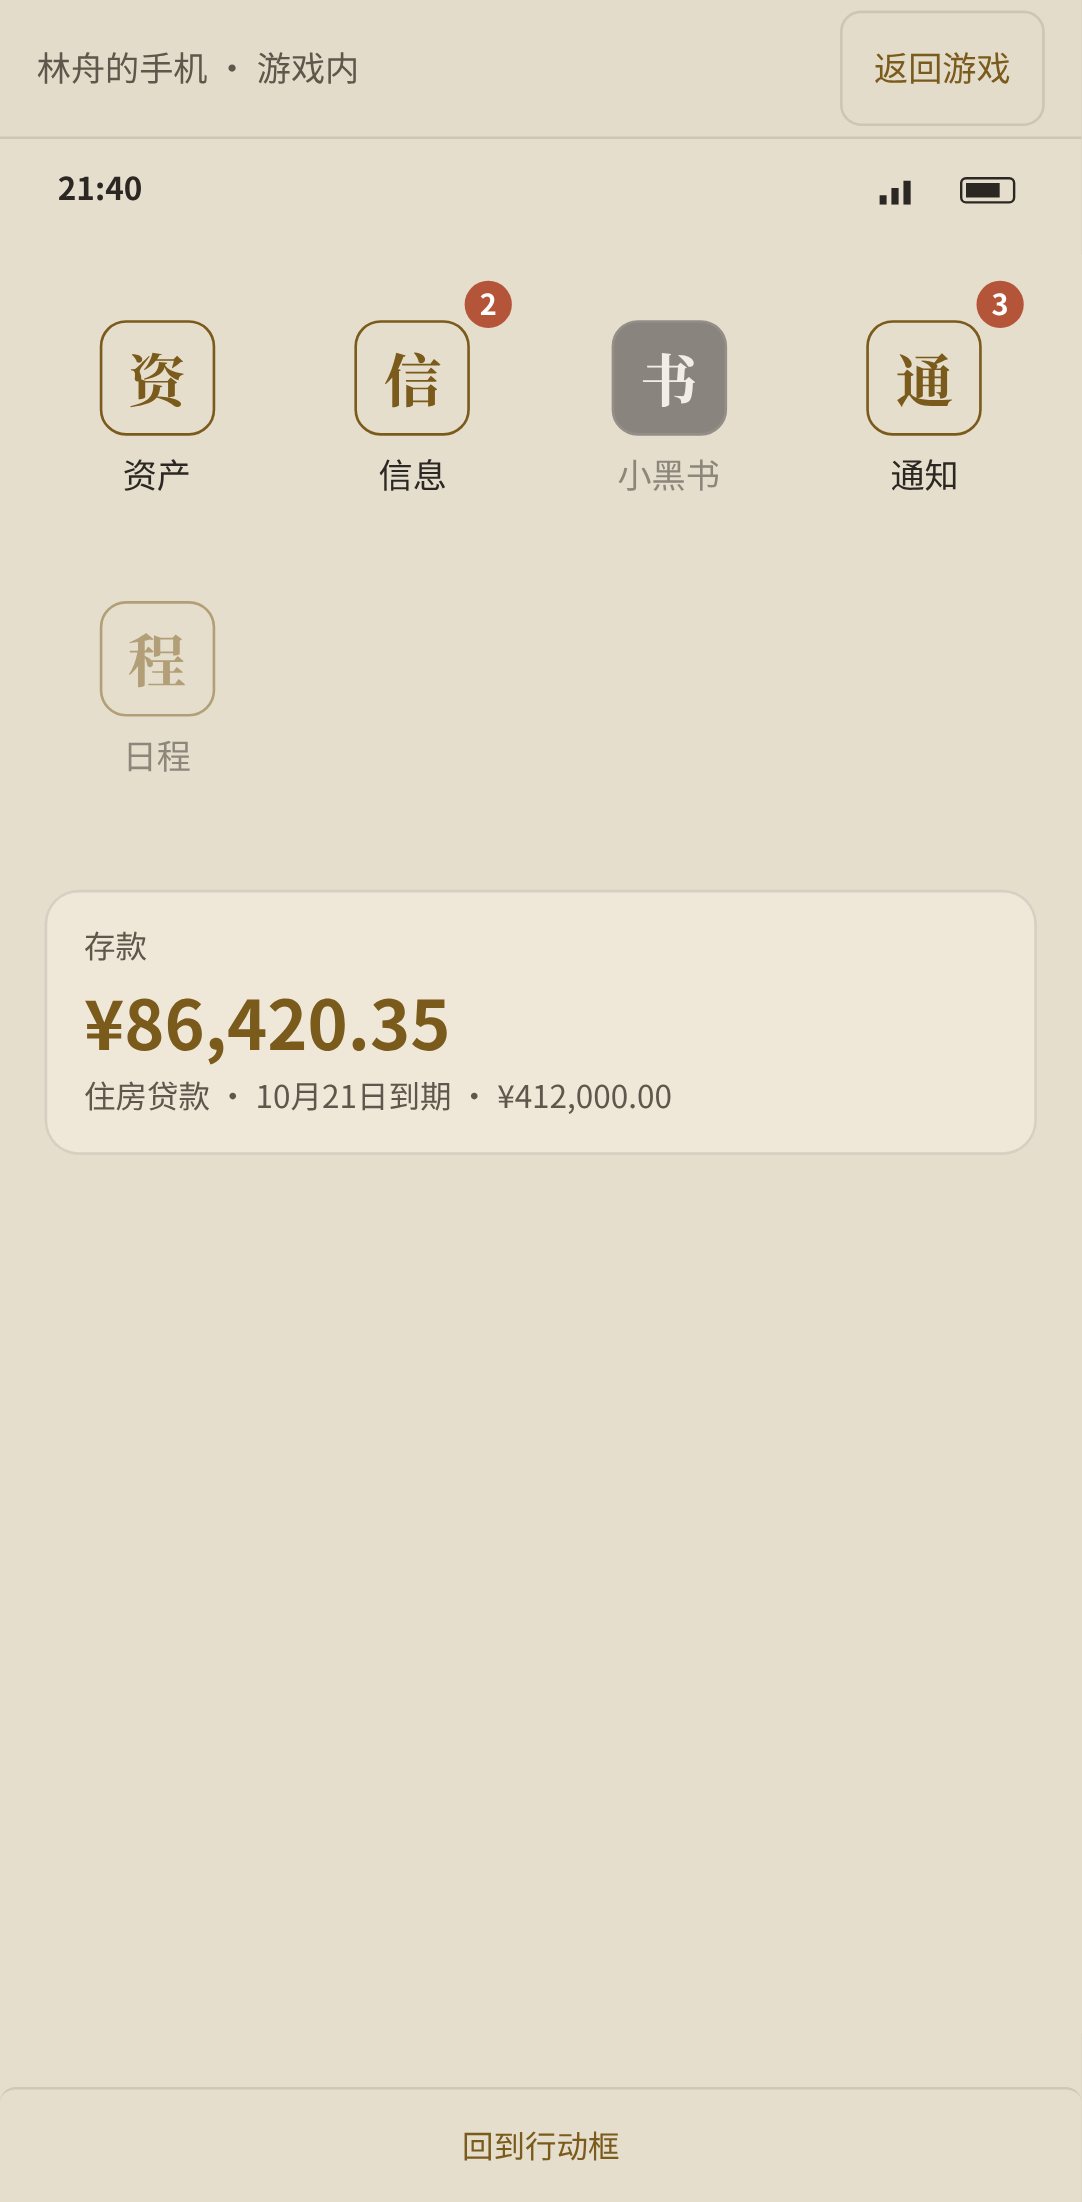 林舟的手机 · 游戏内
返回游戏
21:40
2
3
资
信
书
通
资产
信息
小黑书
通知
程
日程
存款
¥86,420.35
住房贷款 · 10月21日到期 · ¥412,000.00
回到行动框